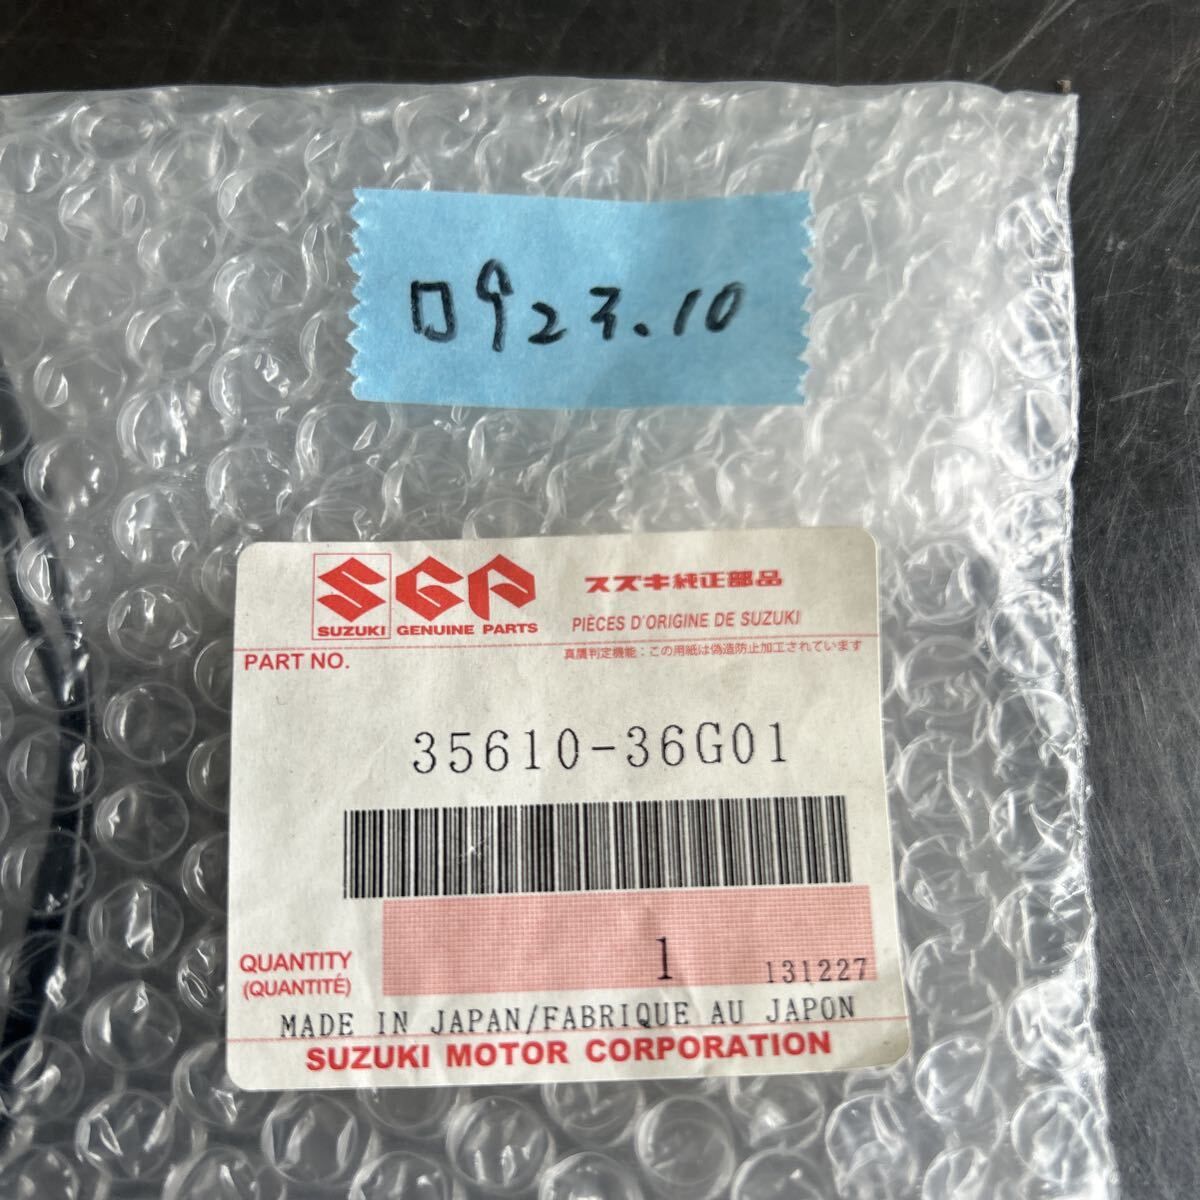 23.10
SGP
SUZUKI GENUINE PARTS
スズキ純正部品
PIÈCES D'ORIGINE DE SUZUKI
真贋判定機能：この用紙は偽造防止加工されています
PART NO.
35610-36G01
QUANTITY
(QUANTITÉ)
1
131227
MADE IN JAPAN/FABRIQUE AU JAPON
SUZUKI MOTOR CORPORATION